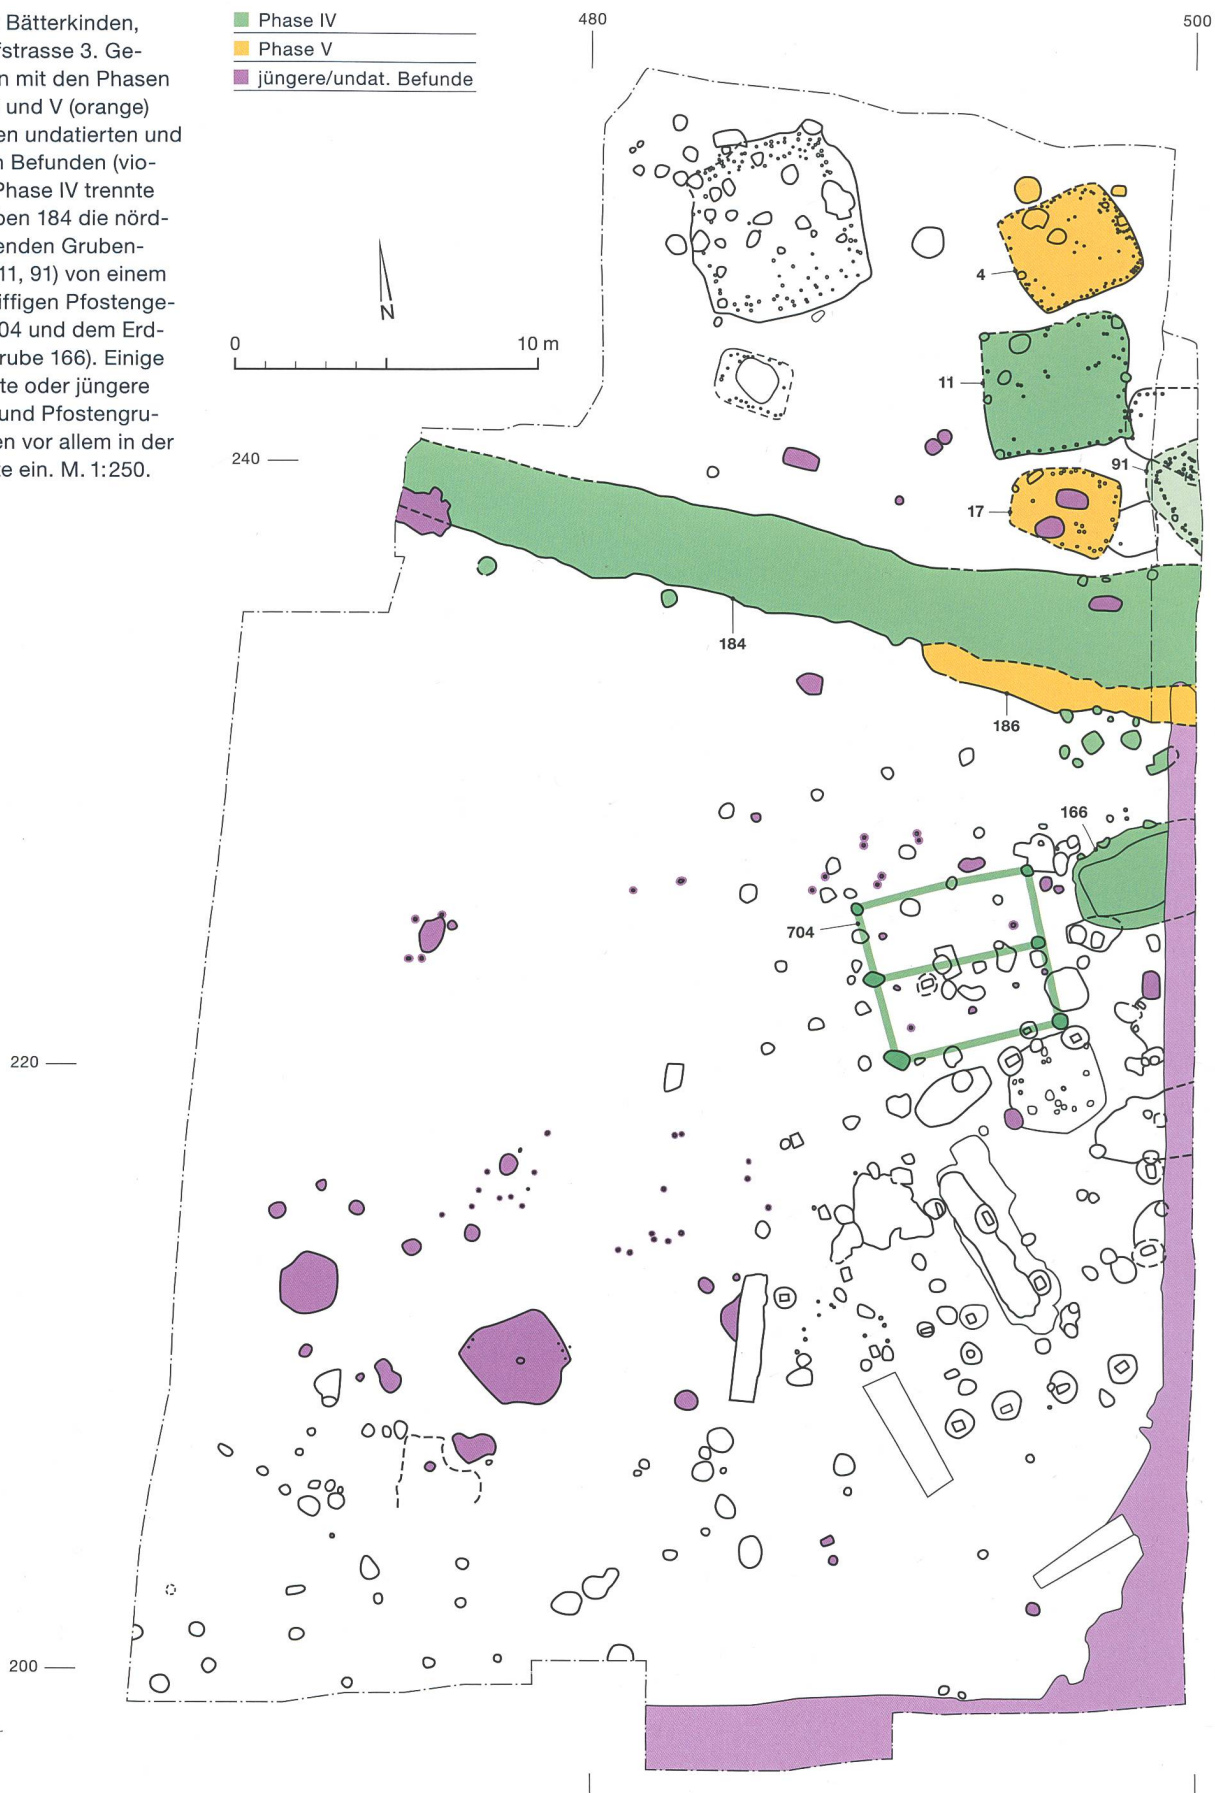 Bätterkinden,
fstrasse 3. Ge-
n mit den Phasen
und V (orange)
en undatierten und
n Befunden (vio-
Phase IV trennte
ben 184 die nörd-
enden Gruben-
11, 91) von einem
iffigen Pfostenge-
04 und dem Erd-
rube 166). Einige
te oder jüngere
und Pfostengru-
en vor allem in der
te ein. M. 1:250.
Phase IV
Phase V
jüngere/undat. Befunde
480
500
N
0
10 m
4
11
240
91
17
184
186
166
704
220
200